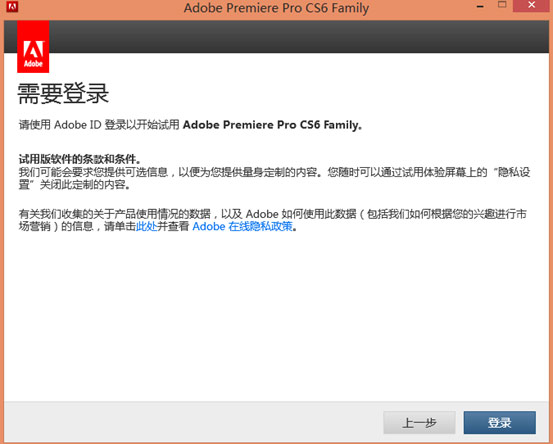 Adobe Premiere Pro CS6 Family
Adobe
需要登录
请使用 Adobe ID 登录以开始试用 Adobe Premiere Pro CS6 Family。
试用版软件的条款和条件。
我们可能会要求您提供可选信息，以便为您提供量身定制的内容。您随时可以通过试用体验屏幕上的“隐私设
置”关闭此定制的内容。
有关我们收集的关于产品使用情况的数据，以及 Adobe 如何使用此数据（包括我们如何根据您的兴趣进行市
场营销）的信息，请单击此处并查看 Adobe 在线隐私政策。
上一步
登录